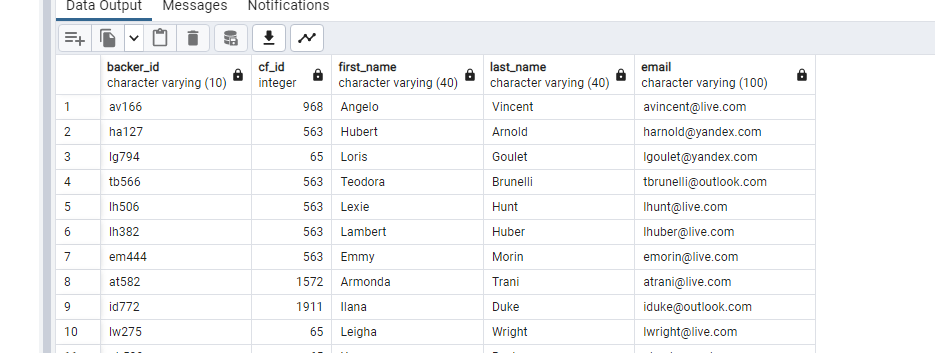 Data Output Messages Notifications
backer_id cf_id first_name last_name email
character varying (10) integer character varying (40) character varying (40) character varying (100)
1 av166 968 Angelo Vincent avincent@live.com
2 ha127 563 Hubert Arnold harnold@yandex.com
3 lg794 65 Loris Goulet lgoulet@yandex.com
4 tb566 563 Teodora Brunelli tbrunelli@outlook.com
5 lh506 563 Lexie Hunt lhunt@live.com
6 lh382 563 Lambert Huber lhuber@live.com
7 em444 563 Emmy Morin emorin@live.com
8 at582 1572 Armonda Trani atrani@live.com
9 id772 1911 Ilana Duke iduke@outlook.com
10 lw275 65 Leigha Wright lwright@live.com